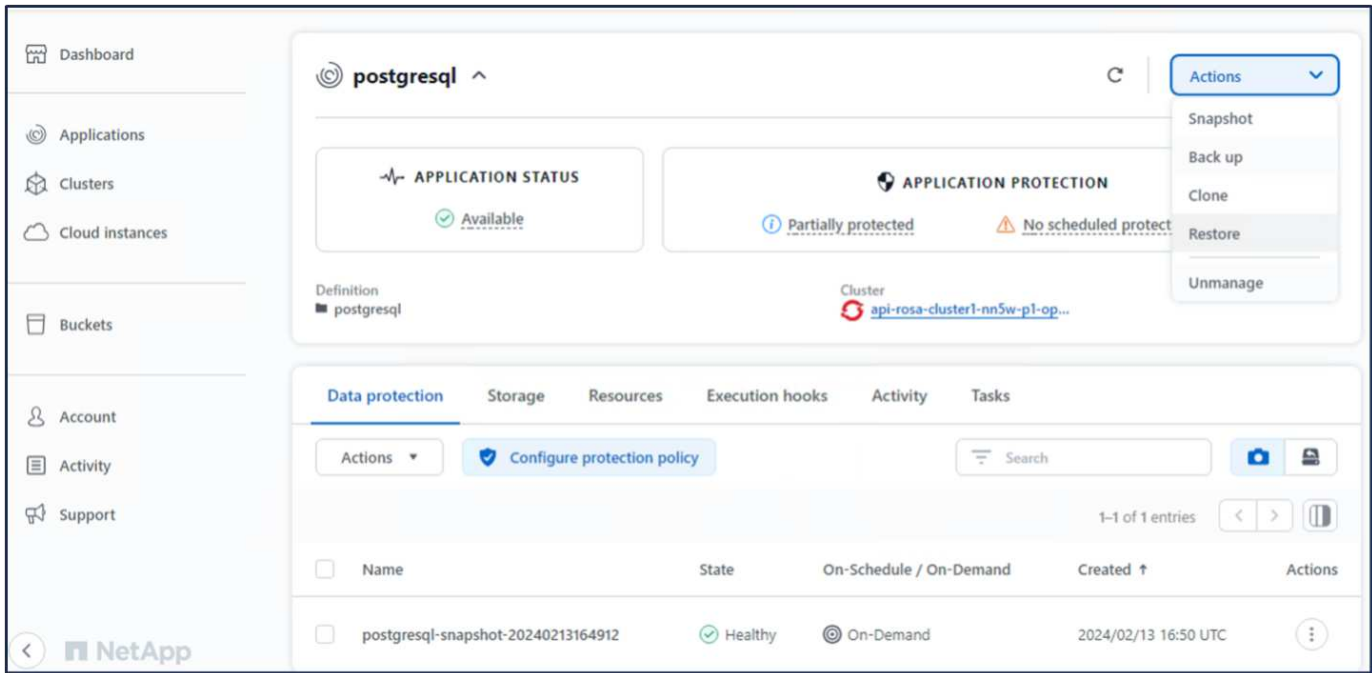 Dashboard
Applications
Clusters
Cloud instances
Buckets
Account
Activity
Support
NetApp
postgresql
Actions
Snapshot
Back up
Clone
Restore
Unmanage
APPLICATION STATUS
Available
APPLICATION PROTECTION
Partially protected
No scheduled protect
Definition
postgresql
Cluster
api-rosa-cluster1-nn5w-p1-op...
Data protection Storage Resources Execution hooks Activity Tasks
Actions Configure protection policy Search
1–1 of 1 entries
Name State On-Schedule / On-Demand Created ↑ Actions
postgresql-snapshot-20240213164912 Healthy On-Demand 2024/02/13 16:50 UTC